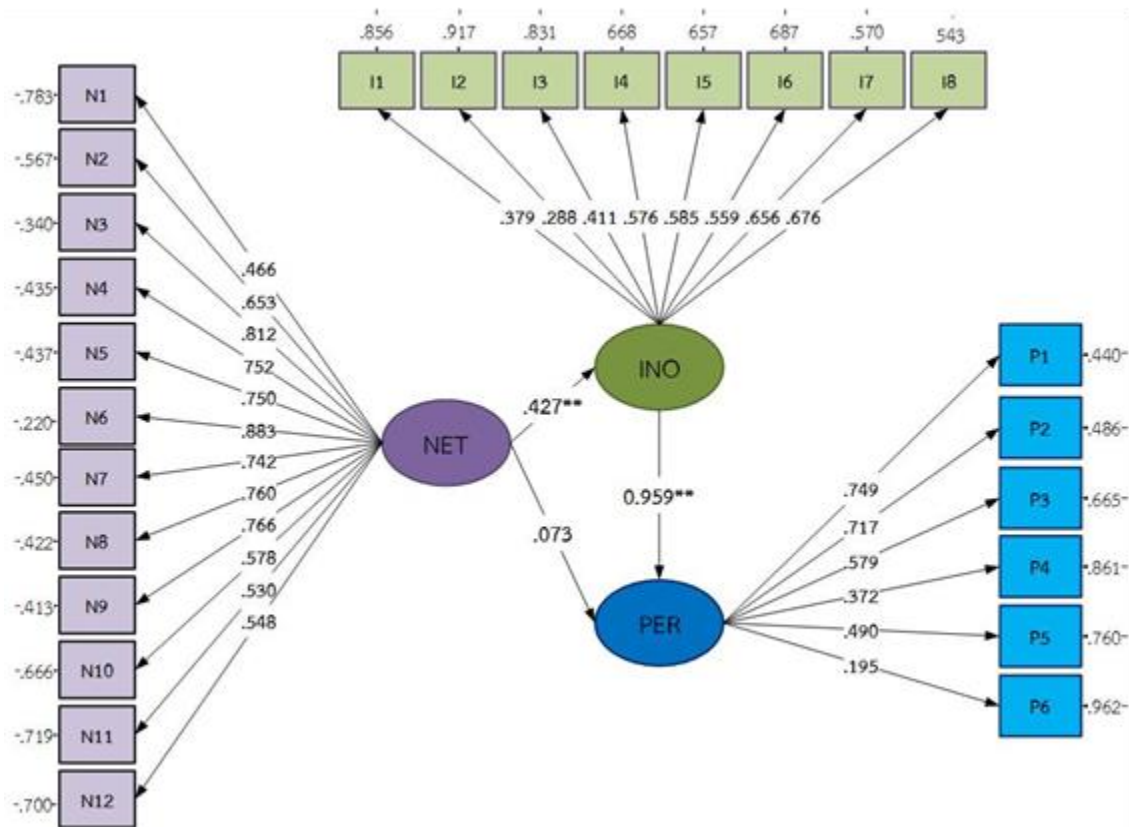 .856 .917 .831 668 657 687 .570 543
I1 I2 I3 I4 I5 I6 I7 I8
.379 .288 .411 .576 .585 .559 .656 .676
-.783 N1
-.567 N2
-.340 N3
-.435 N4
-.437 N5
-.220 N6
-.450 N7
-.422 N8
-.413 N9
-.666 N10
-.719 N11
-.700 N12
.466
.653
.812
752
.750
.883
.742
.760
.766
.578
.530
.548
NET
INO
PER
.427**
0.959**
.073
.749
.717
.579
.372
.490
.195
P1 .440
P2 .486
P3 .665
P4 .861
P5 .760
P6 .962